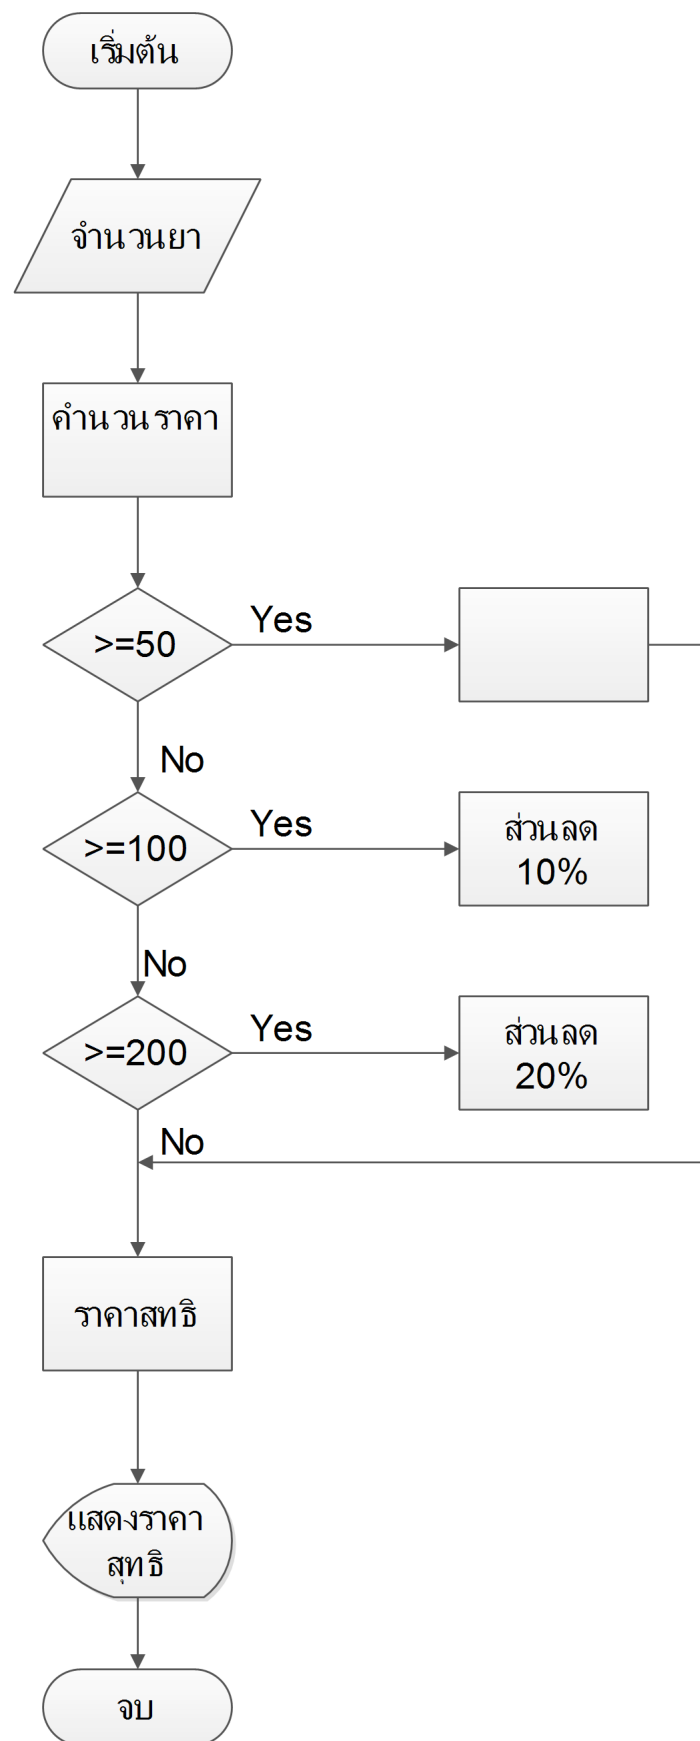 เริ่มต้น
จำนวนยา
คำนวนราคา
>=50
Yes
No
>=100
Yes
ส่วนลด
10%
No
>=200
Yes
ส่วนลด
20%
No
ราคาสทธิ
แสดงราคา
สุทธิ
จบ